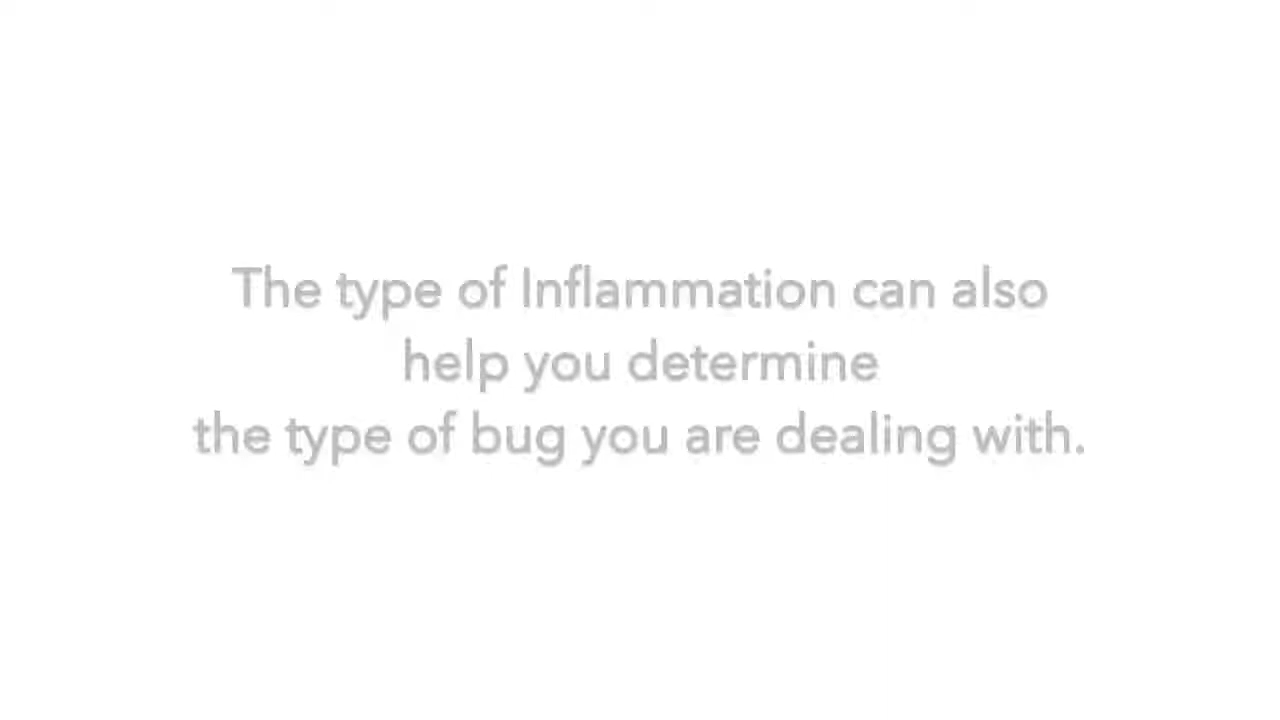 The type of Inflammation can also
help you determine
the type of bug you are dealing with.